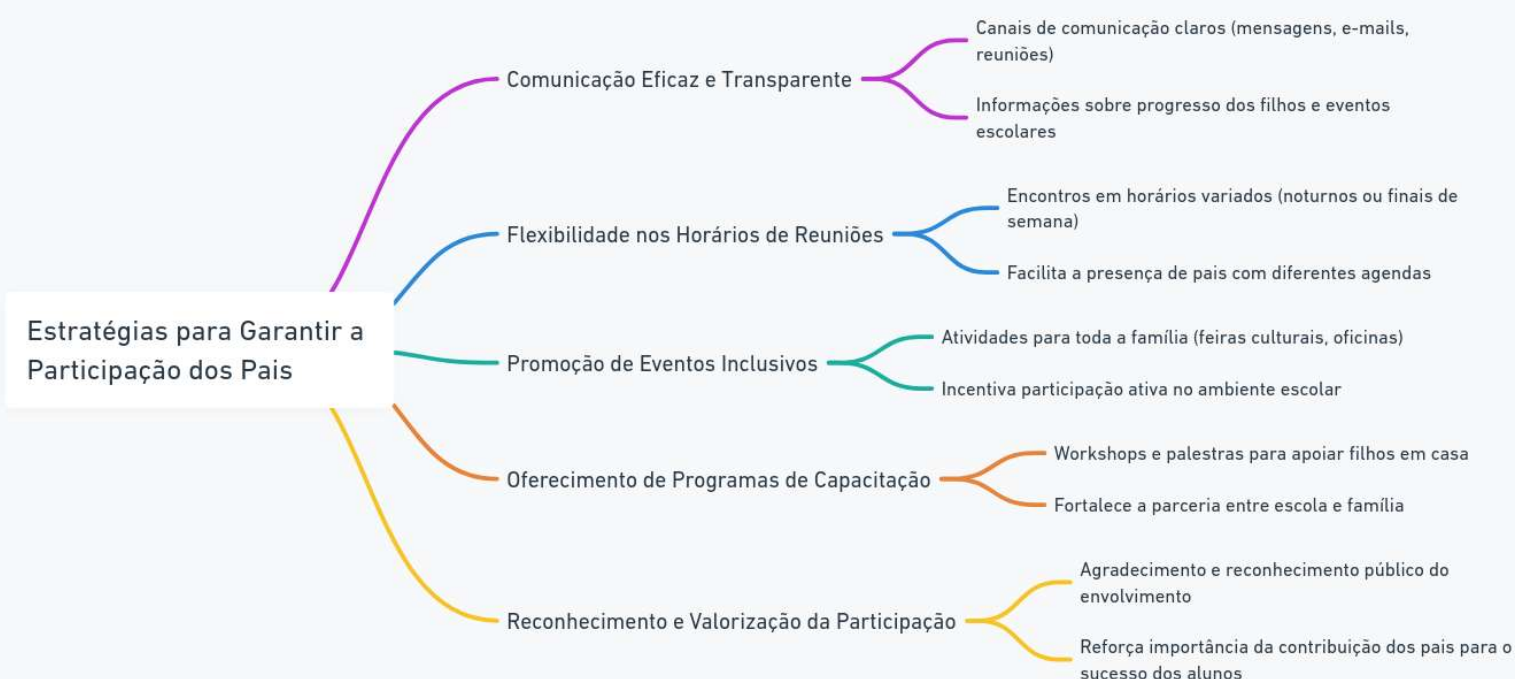 Estratégias para Garantir a
Participação dos Pais
Comunicação Eficaz e Transparente
Canais de comunicação claros (mensagens, e-mails,
reuniões)
Informações sobre progresso dos filhos e eventos
escolares
Flexibilidade nos Horários de Reuniões
Encontros em horários variados (noturnos ou finais de
semana)
Facilita a presença de pais com diferentes agendas
Promoção de Eventos Inclusivos
Atividades para toda a família (feiras culturais, oficinas)
Incentiva participação ativa no ambiente escolar
Oferecimento de Programas de Capacitação
Workshops e palestras para apoiar filhos em casa
Fortalece a parceria entre escola e família
Reconhecimento e Valorização da Participação
Agradecimento e reconhecimento público do
envolvimento
Reforça importância da contribuição dos pais para o
sucesso dos alunos